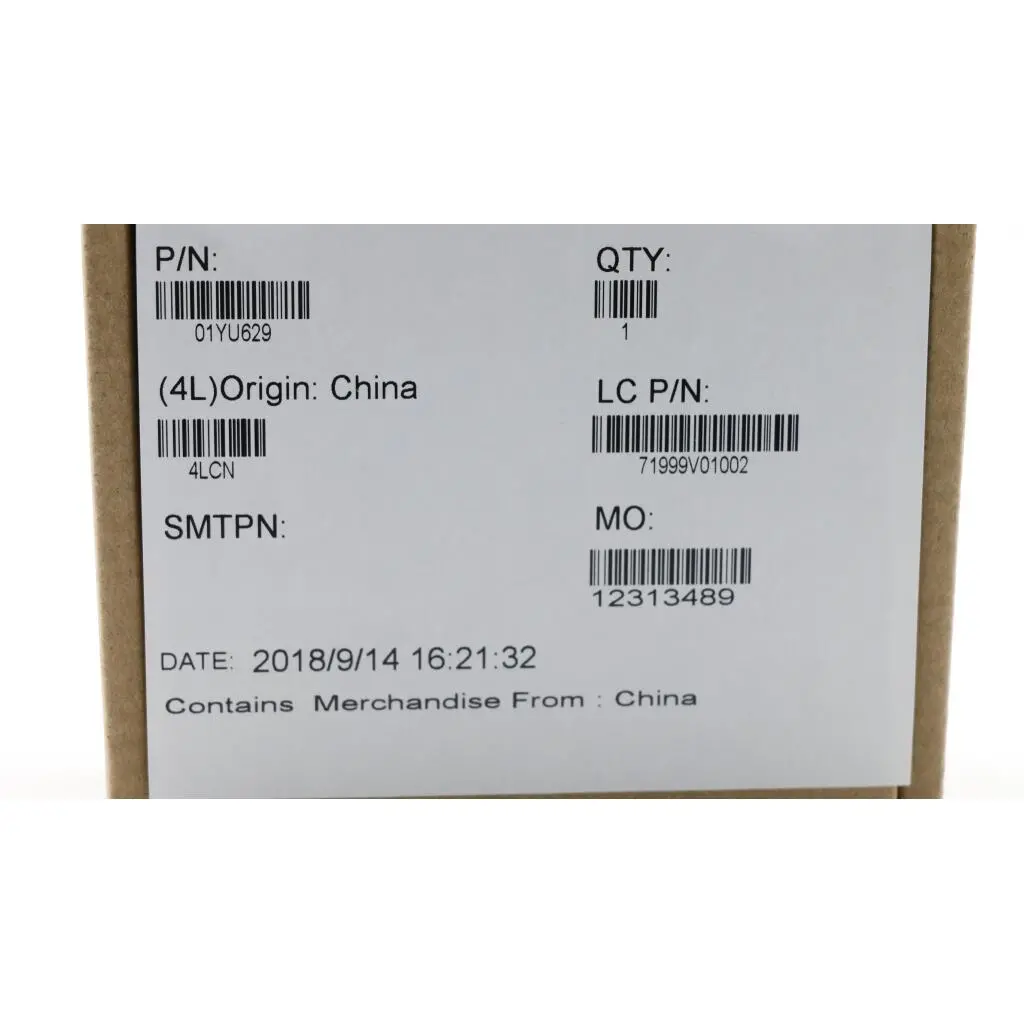 P/N:
01YU629
QTY:
1
(4L)Origin: China
4LCN
LC P/N:
71999V01002
SMTPN:
MO:
12313489
DATE: 2018/9/14 16:21:32
Contains Merchandise From : China